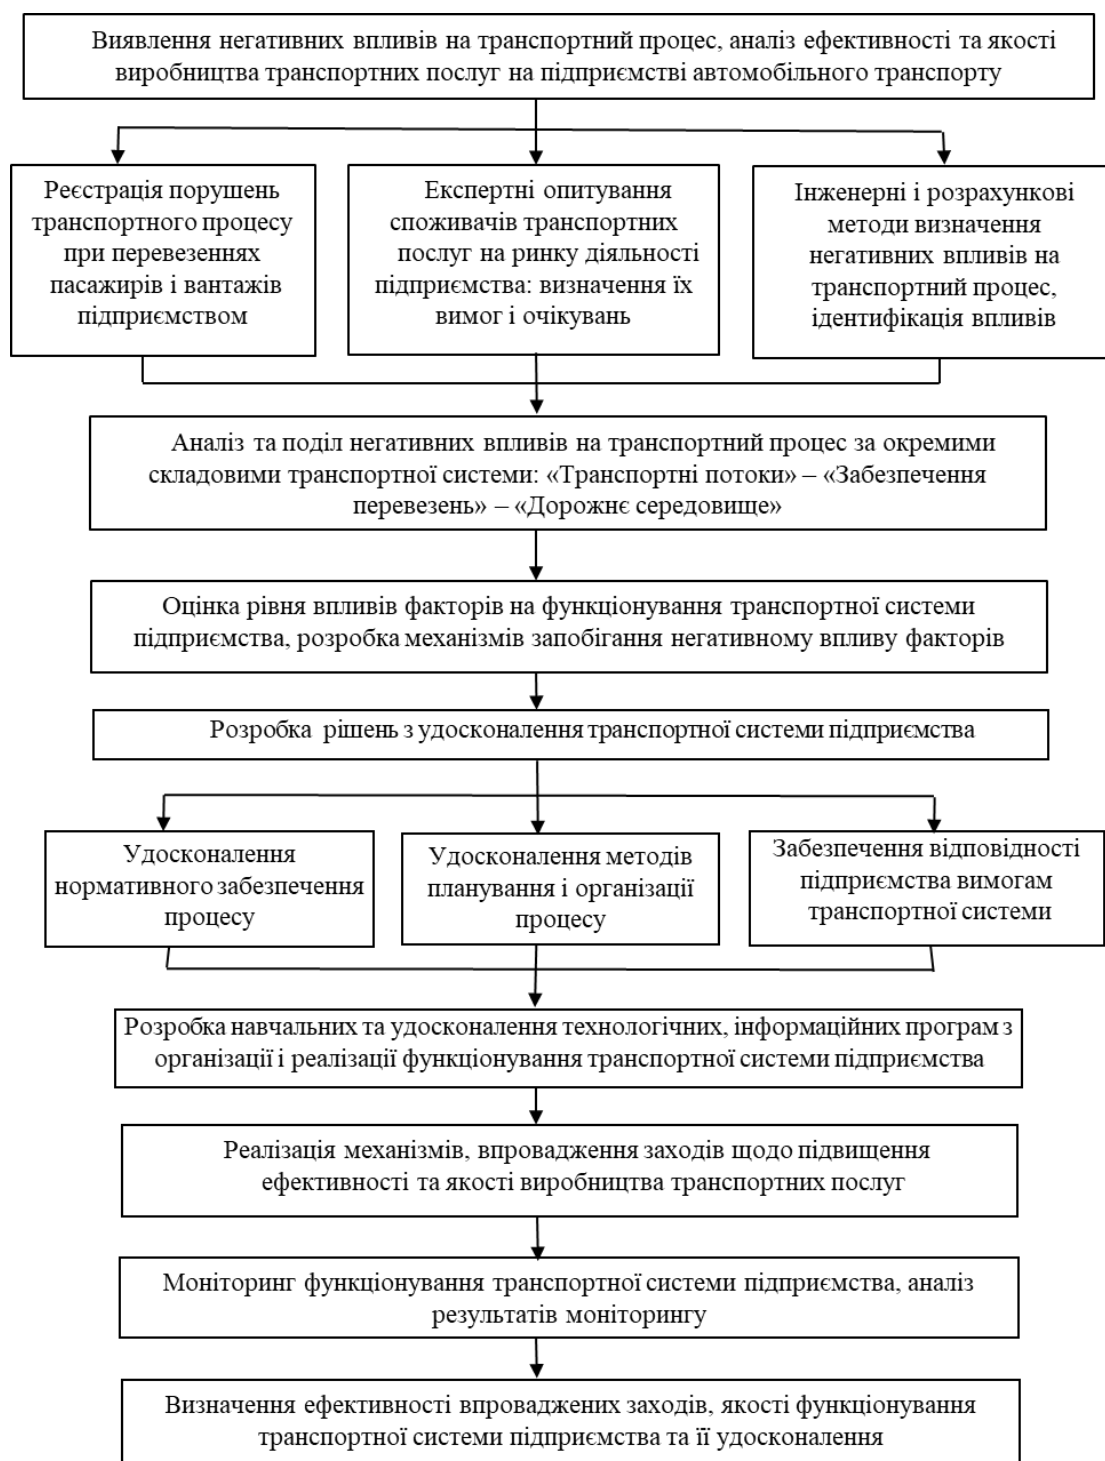 Виявлення негативних впливів на транспортний процес, аналіз ефективності та якості
виробництва транспортних послуг на підприємстві автомобільного транспорту
Реєстрація порушень
транспортного процесу
при перевезеннях
пасажирів і вантажів
підприємством
Експертні опитування
споживачів транспортних
послуг на ринку діяльності
підприємства: визначення їх
вимог і очікувань
Інженерні і розрахункові
методи визначення
негативних впливів на
транспортний процес,
ідентифікація впливів
Аналіз та поділ негативних впливів на транспортний процес за окремими
складовими транспортної системи: «Транспортні потоки» – «Забезпечення
перевезень» – «Дорожнє середовище»
Оцінка рівня впливів факторів на функціонування транспортної системи
підприємства, розробка механізмів запобігання негативному впливу факторів
Розробка рішень з удосконалення транспортної системи підприємства
Удосконалення
нормативного забезпечення
процесу
Удосконалення методів
планування і організації
процесу
Забезпечення відповідності
підприємства вимогам
транспортної системи
Розробка навчальних та удосконалення технологічних, інформаційних програм з
організації і реалізації функціонування транспортної системи підприємства
Реалізація механізмів, впровадження заходів щодо підвищення
ефективності та якості виробництва транспортних послуг
Моніторинг функціонування транспортної системи підприємства, аналіз
результатів моніторингу
Визначення ефективності впроваджених заходів, якості функціонування
транспортної системи підприємства та її удосконалення